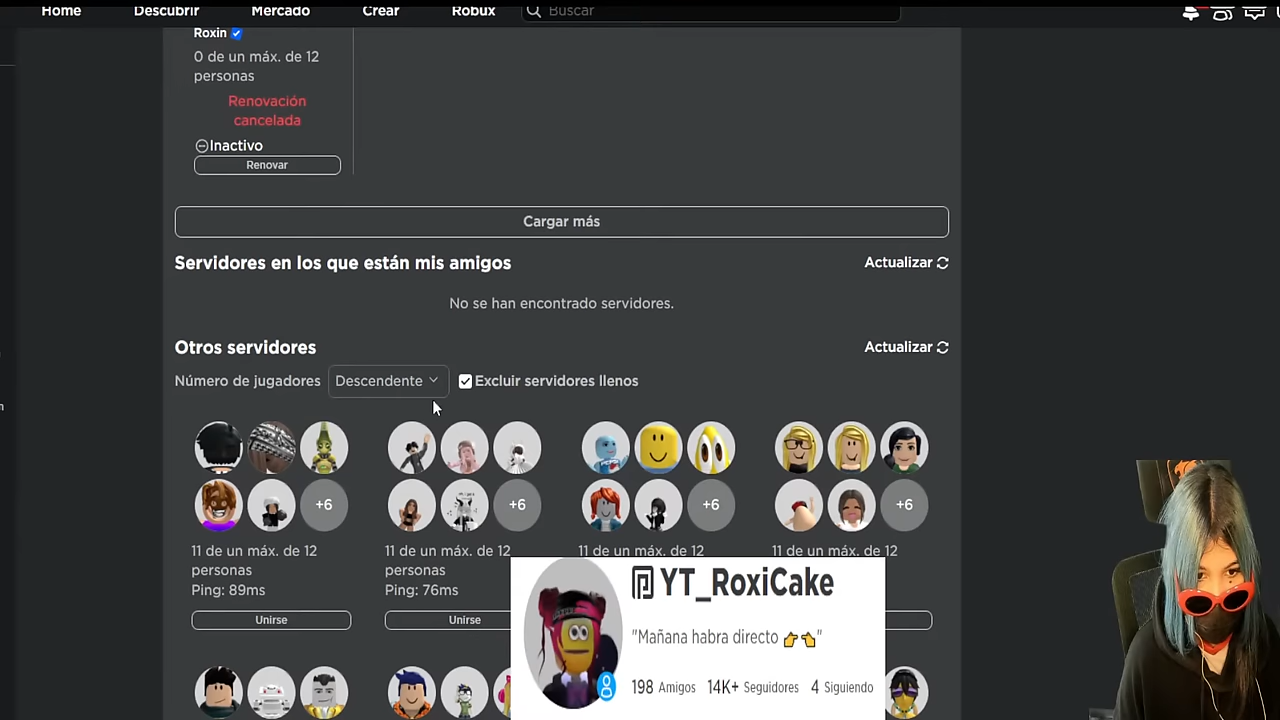 Home Descubrir Mercado Crear Robux Buscar
Roxin
0 de un máx. de 12
personas
Renovación
cancelada
Inactivo
Renovar
Cargar más
Servidores en los que están mis amigos Actualizar
No se han encontrado servidores.
Otros servidores Actualizar
Número de jugadores Descendente Excluir servidores llenos
+6 +6 +6 +6
11 de un máx. de 12
personas
Ping: 89ms
Unirse
11 de un máx. de 12
personas
Ping: 76ms
Unirse
11 de un máx. de 12
11 de un máx. de 12
YT_RoxiCake
"Mañana habra directo 👉👈"
198 Amigos 14K+ Seguidores 4 Siguiendo